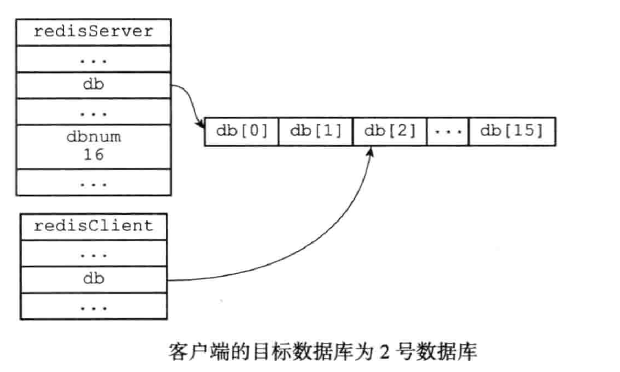 redisServer
...
db
...
dbnum
16
...
db[0] db[1] db[2] ... db[15]
redisClient
...
db
...
客户端的目标数据库为 2 号数据库